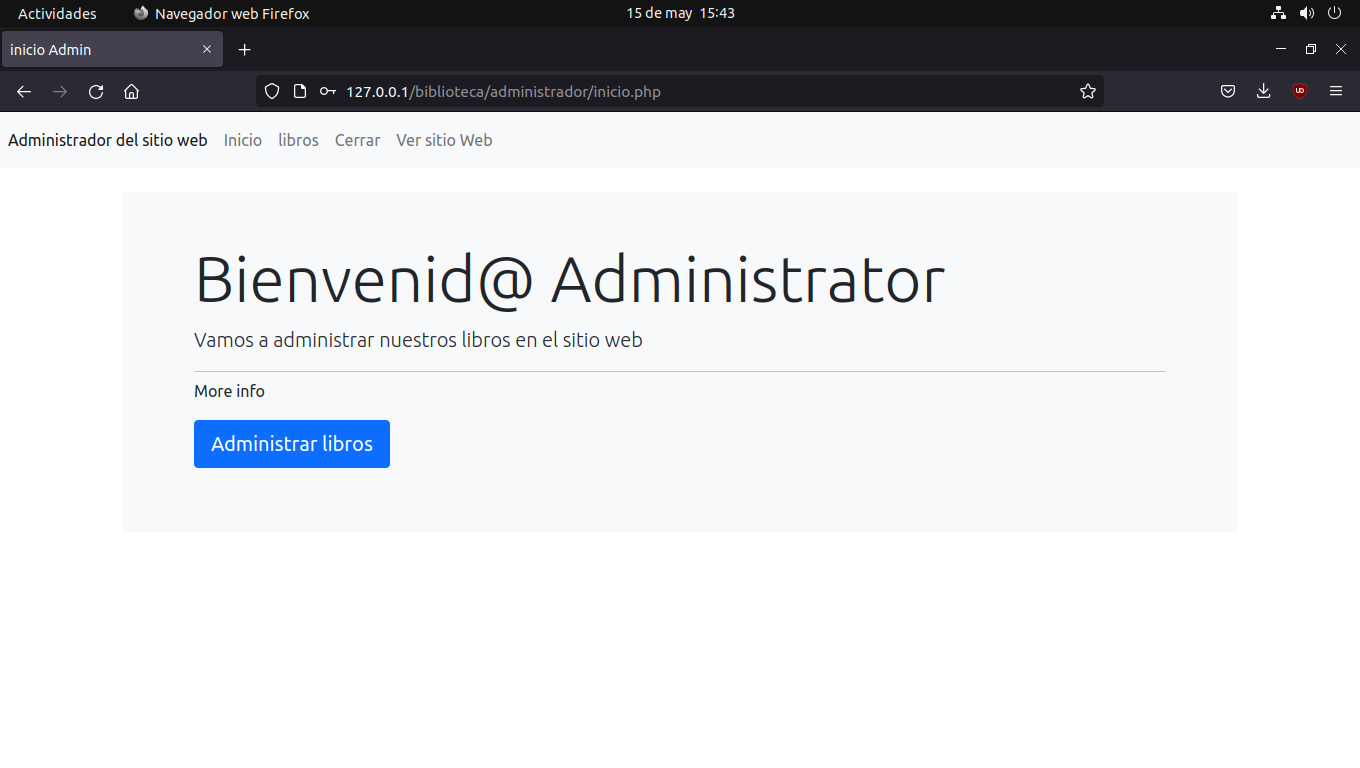 Actividades Navegador web Firefox 15 de may 15:43
inicio Admin
127.0.0.1/biblioteca/administrador/inicio.php
Administrador del sitio web Inicio libros Cerrar Ver sitio Web
Bienvenid@ Administrator
Vamos a administrar nuestros libros en el sitio web
More info
Administrar libros